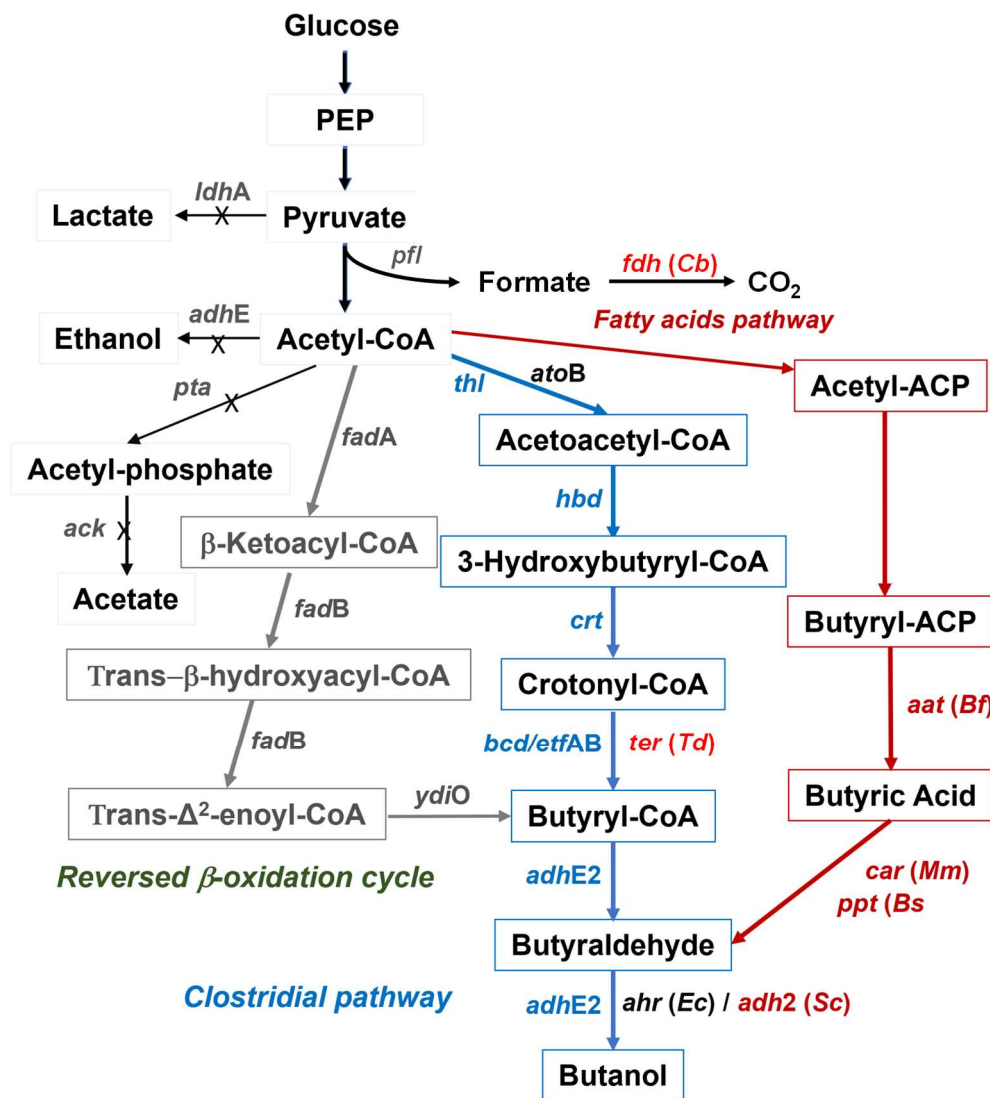 Glucose
PEP
ldhA
Lactate
Pyruvate
pfl
Formate
fdh (Cb)
CO₂
Fatty acids pathway
adhE
Ethanol
Acetyl-CoA
thl
atoB
Acetyl-ACP
pta
fadA
Acetyl-phosphate
Acetoacetyl-CoA
ack
hbd
β-Ketoacyl-CoA
3-Hydroxybutyryl-CoA
Acetate
fadB
crt
Butyryl-ACP
Trans–β-hydroxyacyl-CoA
Crotonyl-CoA
aat (Bf)
fadB
bcd/etfAB
ter (Td)
Trans-Δ²-enoyl-CoA
ydiO
Butyryl-CoA
Butyric Acid
Reversed β-oxidation cycle
adhE2
car (Mm)
ppt (Bs
Butyraldehyde
Clostridial pathway
adhE2
ahr (Ec) / adh2 (Sc)
Butanol